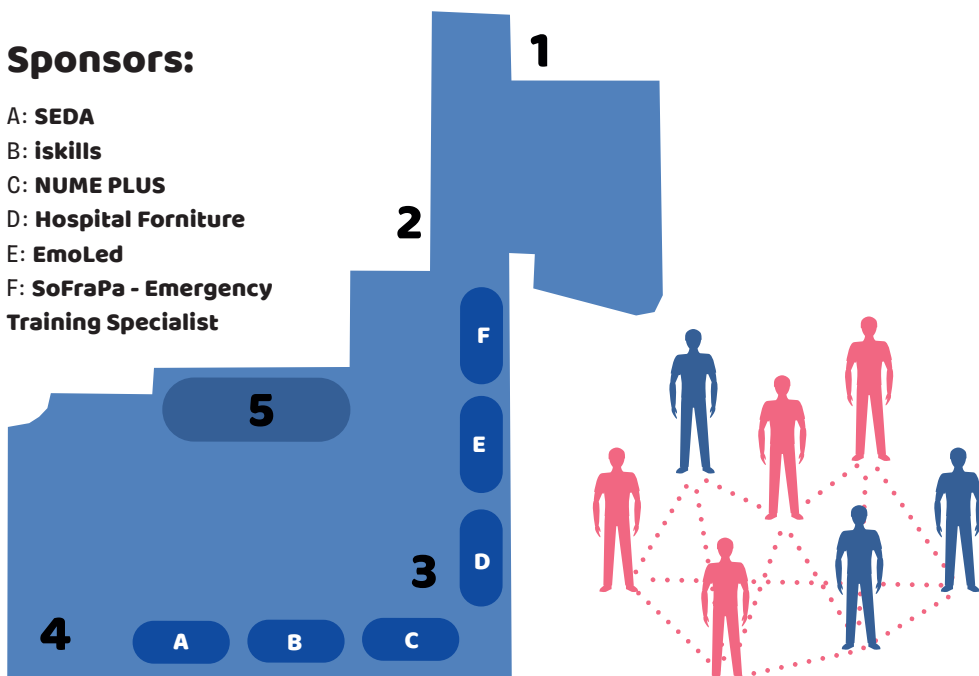 Sponsors:
A: SEDA
B: iskills
C: NUME PLUS
D: Hospital Forniture
E: EmoLed
F: SoFraPa - Emergency
Training Specialist
1
2
F
5
E
3
D
4
A
B
C